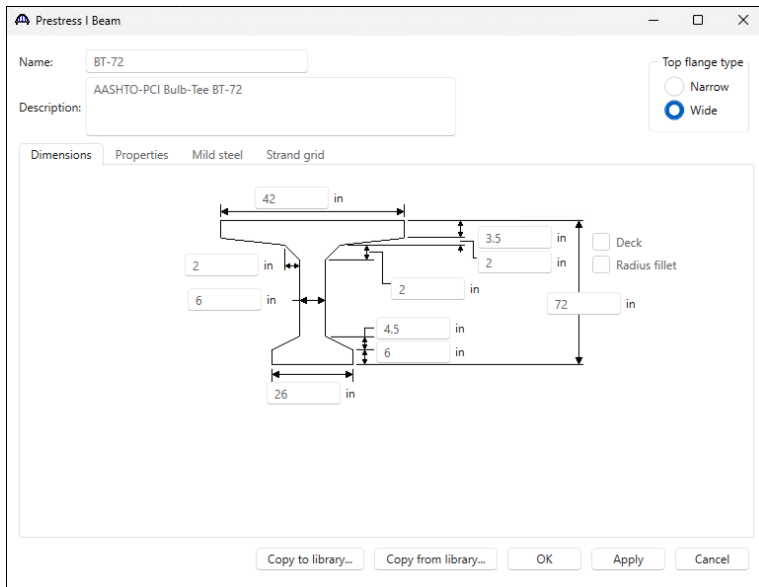 Prestress I Beam
Name: BT-72
Description: AASHTO-PCI Bulb-Tee BT-72
Top flange type
Narrow
Wide
Dimensions Properties Mild steel Strand grid
42 in
3.5 in
Deck
2 in
2 in
Radius fillet
2 in
6 in
72 in
4.5 in
6 in
26 in
Copy to library... Copy from library... OK Apply Cancel